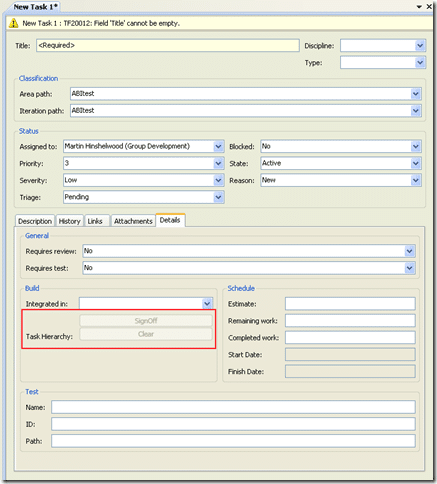 New Task 1*
New Task 1 : TF20012: Field 'Title' cannot be empty.
Title: <Required> Discipline:
Type:
Classification
Area path: ABItest
Iteration path: ABItest
Status
Assigned to: Martin Hinshelwood (Group Development) Blocked: No
Priority: 3 State: Active
Severity: Low Reason: New
Triage: Pending
Description History Links Attachments Details
General
Requires review: No
Requires test: No
Build Schedule
Integrated in: Estimate:
SignOff Remaining work:
Task Hierarchy: Clear Completed work:
Start Date:
Finish Date:
Test
Name:
ID:
Path: